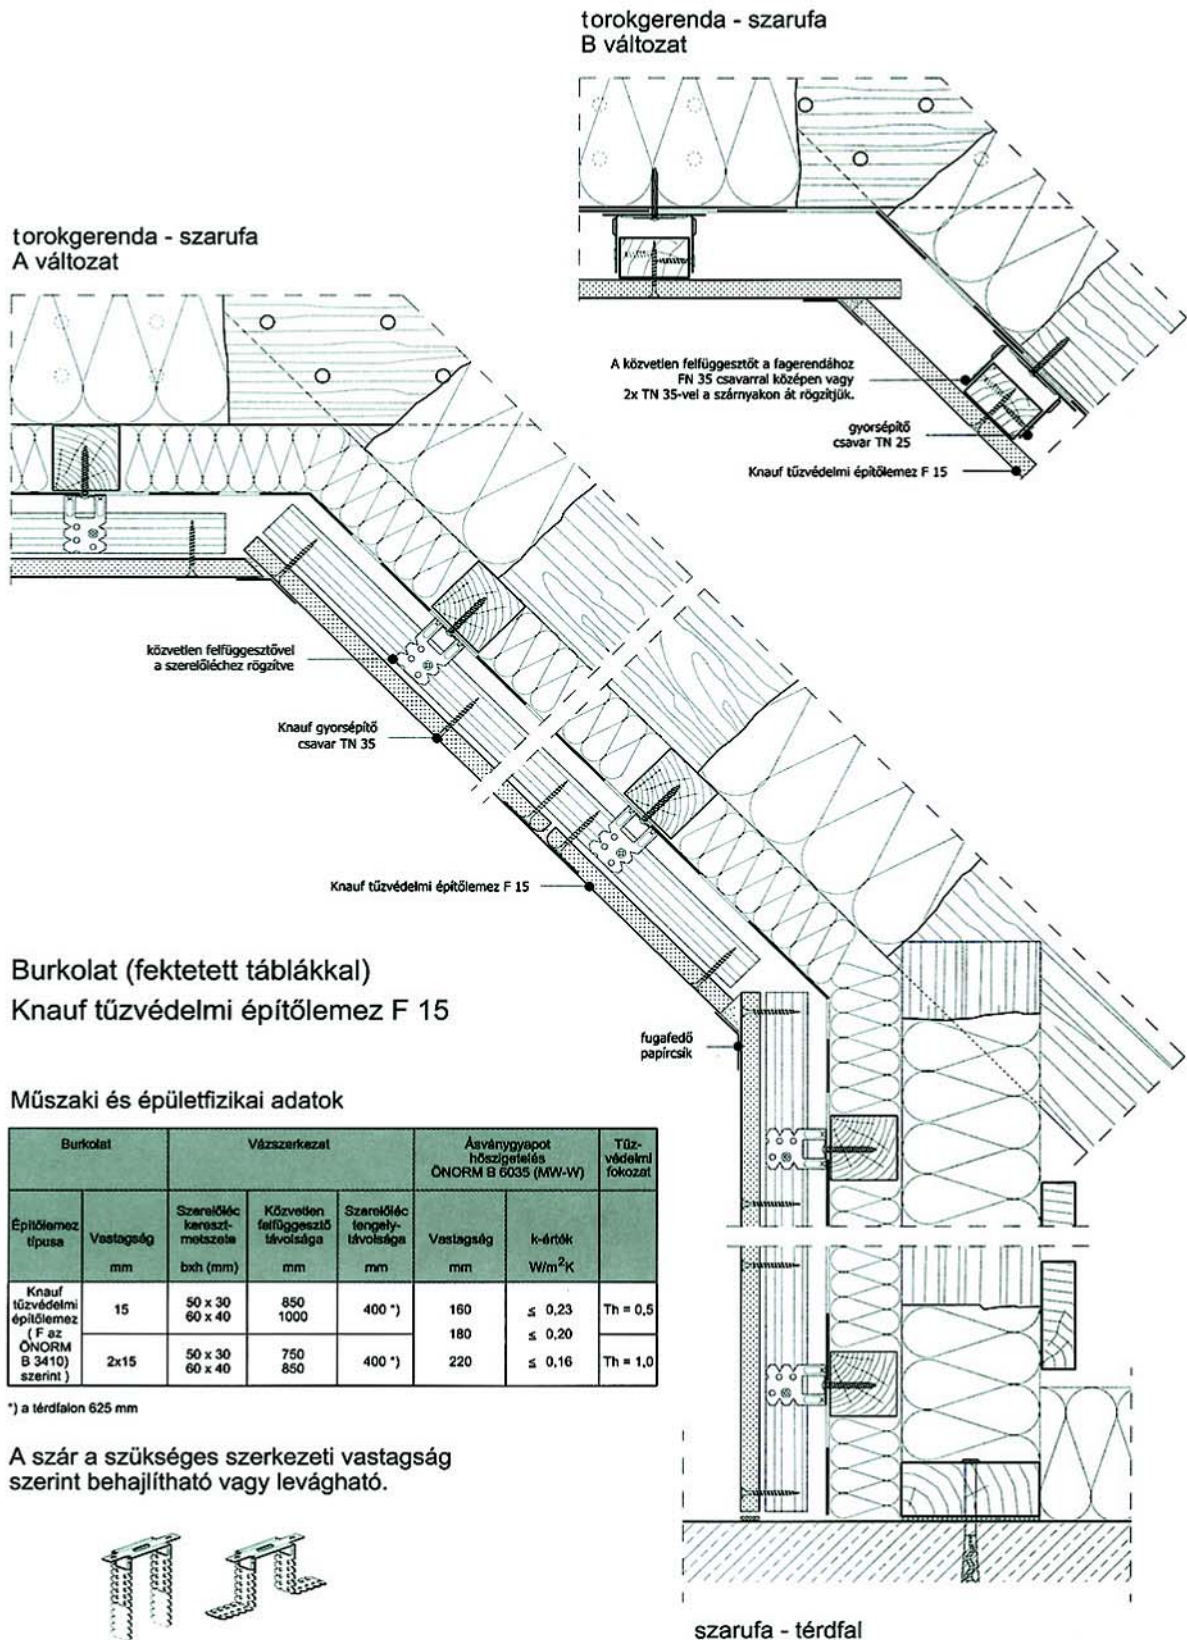 torokgerenda - szarufa
B változat
torokgerenda - szarufa
A változat
A közvetlen felfüggesztőt a fagerendához
FN 35 csavarral középen vagy
2x TN 35-vel a szárnyakon át rögzítjük.
gyorsépítő
csavar TN 25
Knauf tűzvédelmi építőlemez F 15
közvetlen felfüggesztővel
a szerelőléchez rögzítve
Knauf gyorsépítő
csavar TN 35
Knauf tűzvédelmi építőlemez F 15
Burkolat (fektetett táblákkal)
Knauf tűzvédelmi építőlemez F 15
fugafedő
papírcsík
Műszaki és épületfizikai adatok
Burkolat
Vázszerkezet
Ásványgyapot
hőszigetelés
ÖNORM B 6035 (MW-W)
Tűz-
védelmi
fokozat
Építőlemez
típusa
Vastagság
mm
Szerelőléc
kereszt-
metszete
bxh (mm)
Közvetlen
felfüggesztő
távolsága
mm
Szerelőléc
tengely-
távolsága
mm
Vastagság
mm
k-érték
W/m²K
Knauf
tűzvédelmi
építőlemez
( F az
ÖNORM
B 3410)
szerint )
15
50 x 30
60 x 40
850
1000
400 *)
160
≤ 0,23
Th = 0,5
180
≤ 0,20
2x15
50 x 30
60 x 40
750
850
400 *)
220
≤ 0,16
Th = 1,0
*) a térdfalon 625 mm
A szár a szükséges szerkezeti vastagság
szerint behajlítható vagy levágható.
szarufa - térdfal